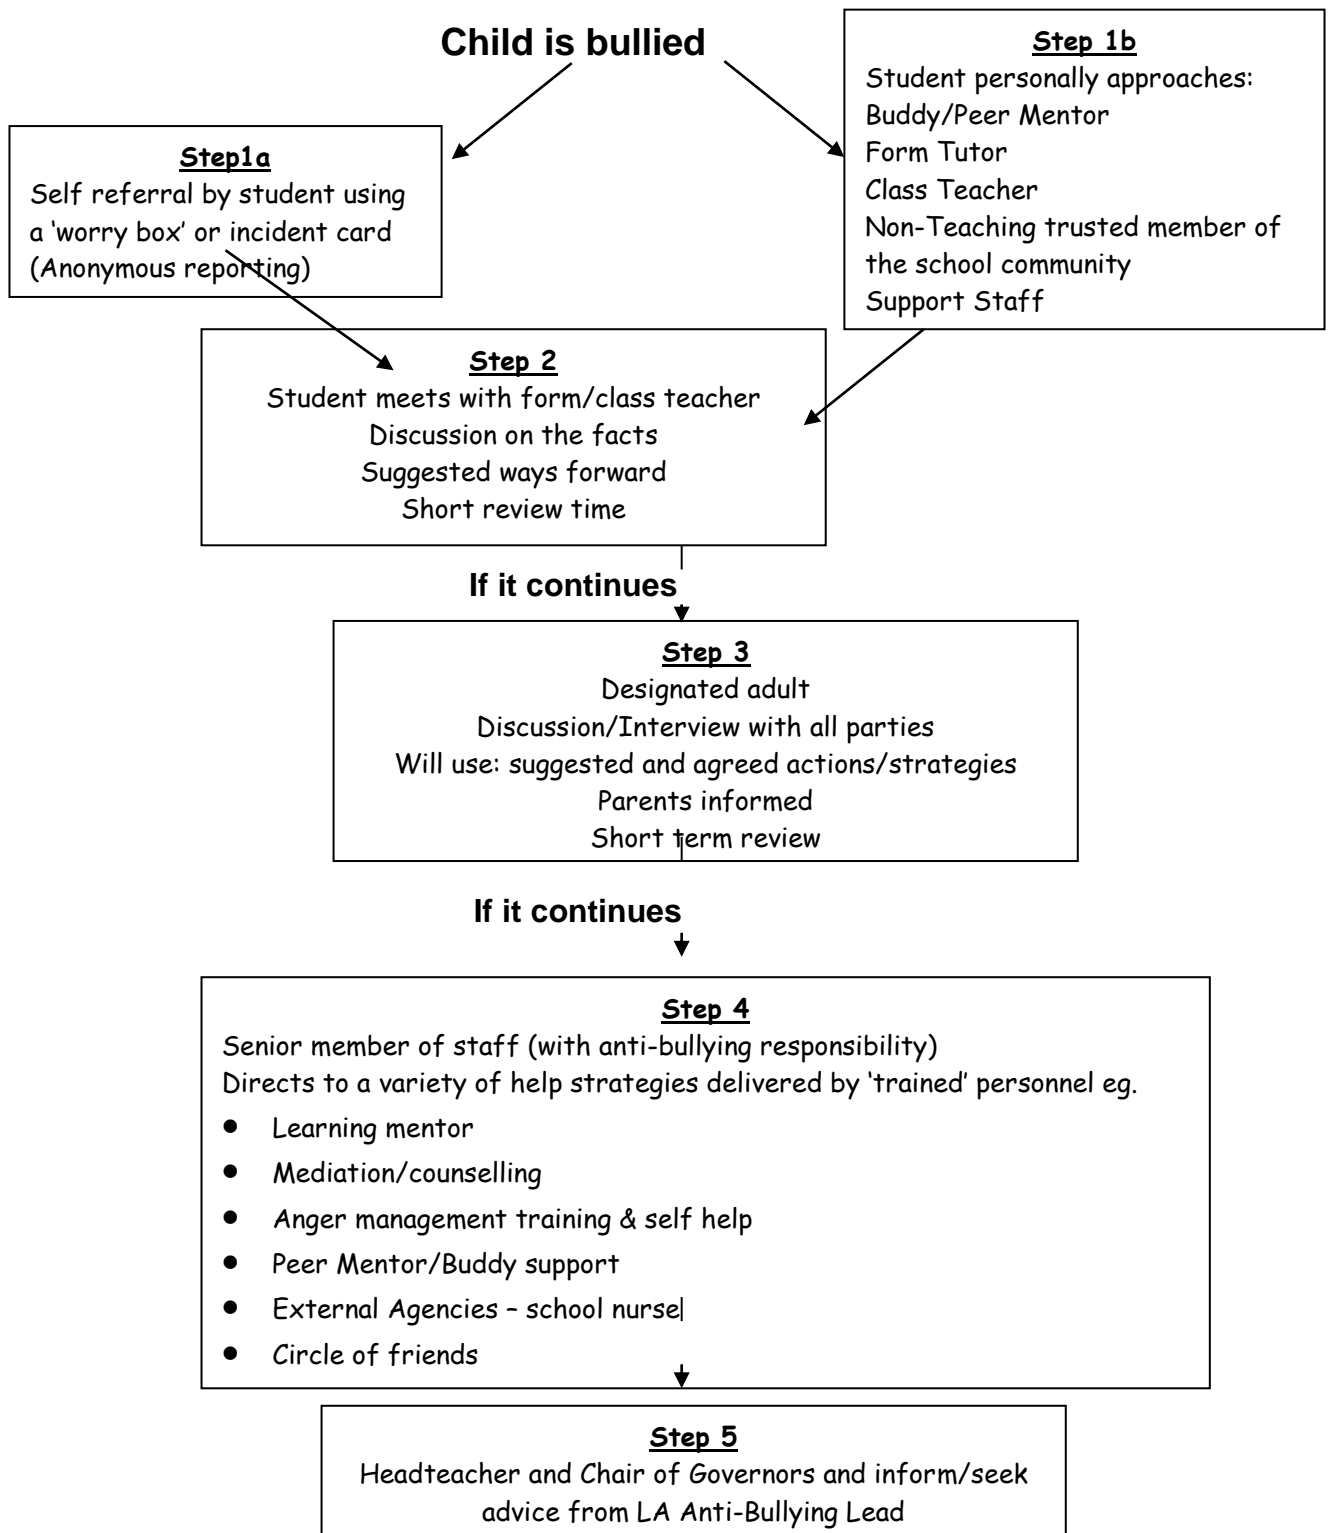 Child is bullied
Step1a
Self referral by student using
a ‘worry box’ or incident card
(Anonymous reporting)
Step 1b
Student personally approaches:
Buddy/Peer Mentor
Form Tutor
Class Teacher
Non-Teaching trusted member of
the school community
Support Staff
Step 2
Student meets with form/class teacher
Discussion on the facts
Suggested ways forward
Short review time
If it continues
Step 3
Designated adult
Discussion/Interview with all parties
Will use: suggested and agreed actions/strategies
Parents informed
Short term review
If it continues
Step 4
Senior member of staff (with anti-bullying responsibility)
Directs to a variety of help strategies delivered by ‘trained’ personnel eg.
● Learning mentor
● Mediation/counselling
● Anger management training & self help
● Peer Mentor/Buddy support
● External Agencies – school nurse
● Circle of friends
Step 5
Headteacher and Chair of Governors and inform/seek
advice from LA Anti-Bullying Lead